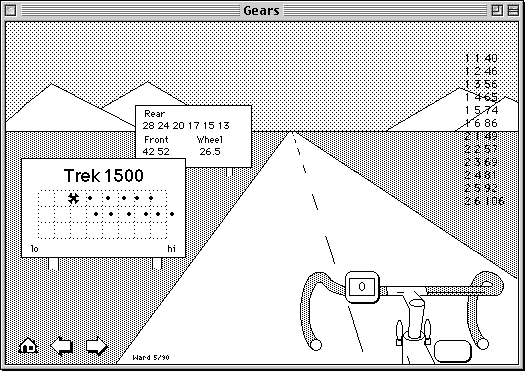 Gears
Rear
28 24 20 17 15 13
Front Wheel
42 52 26.5
Trek 1500
lo hi
1 1 40
1 2 46
1 3 56
1 4 65
1 5 74
1 6 86
2 1 49
2 2 57
2 3 69
2 4 81
2 5 92
2 6 106
0
Ward 5/90